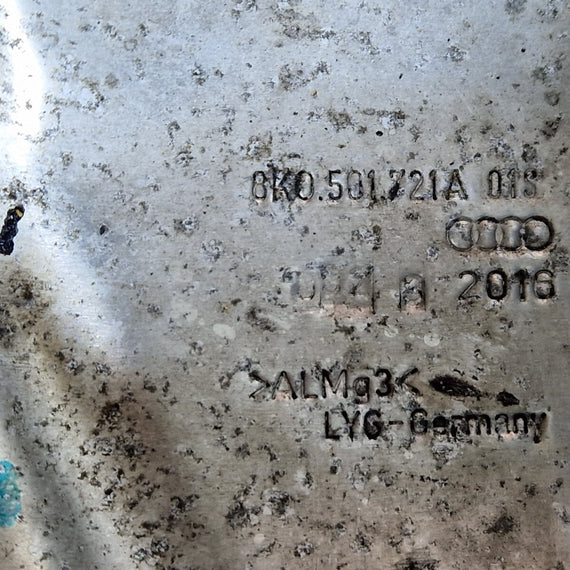 8K0.501.721A 01S
2016
>ALMg3<
LYG-Germany